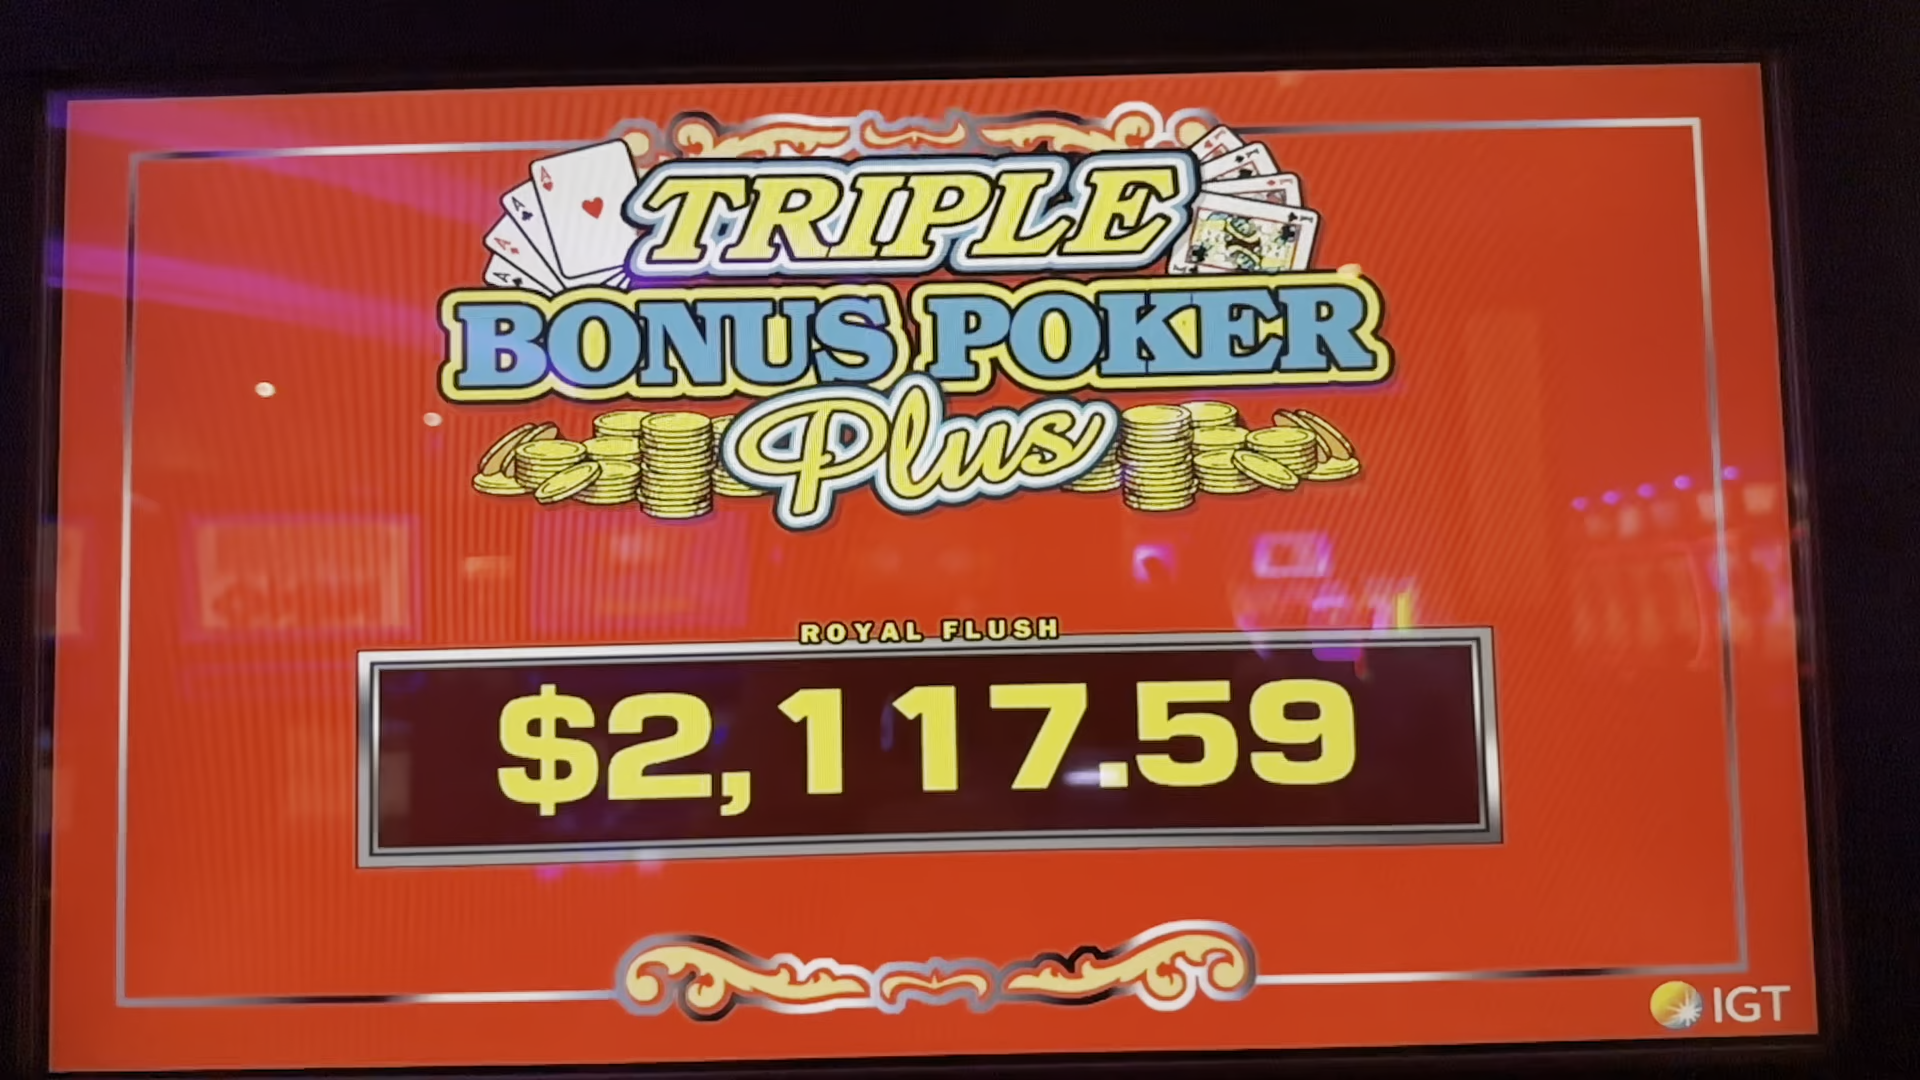 TRIPLE
BONUS POKER
Plus
ROYAL FLUSH
$2,117.59
IGT